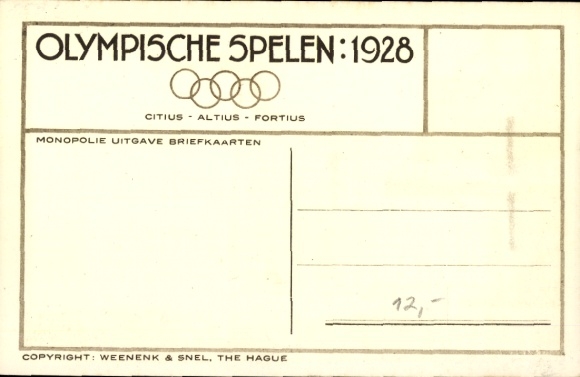 OLYMPISCHE SPELEN: 1928
CITIUS - ALTIUS - FORTIUS
MONOPOLIE UITGAVE BRIEFKAARTEN
12,-
COPYRIGHT: WEENENK & SNEL, THE HAGUE